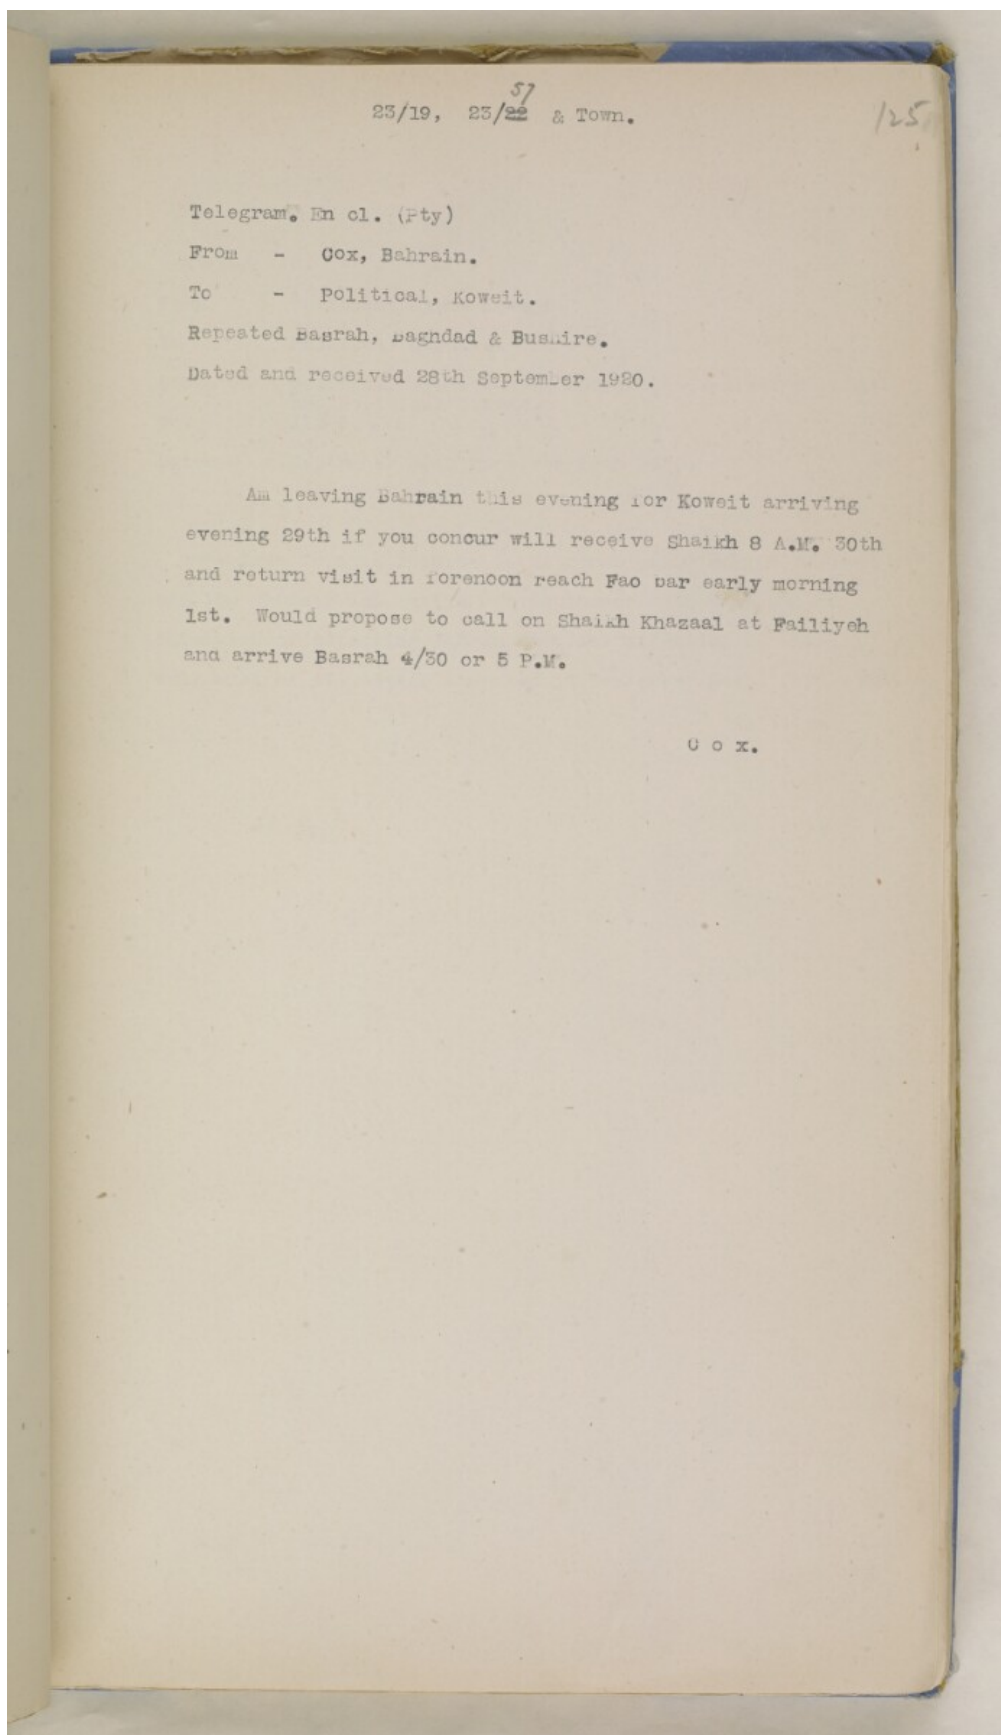 57
23/19, 23/22 & Town.
125
Telegram. En cl. (Pty)
From - Cox, Bahrain.
To - Political, Koweit.
Repeated Basrah, Baghdad & Bushire.
Dated and received 28th September 1920.
Am leaving Bahrain this evening for Koweit arriving
evening 29th if you concur will receive Shaikh 8 A.M. 30th
and return visit in forenoon reach Fao bar early morning
1st. Would propose to call on Shaikh Khazaal at Failiyeh
and arrive Basrah 4/30 or 5 P.M.
C o x.